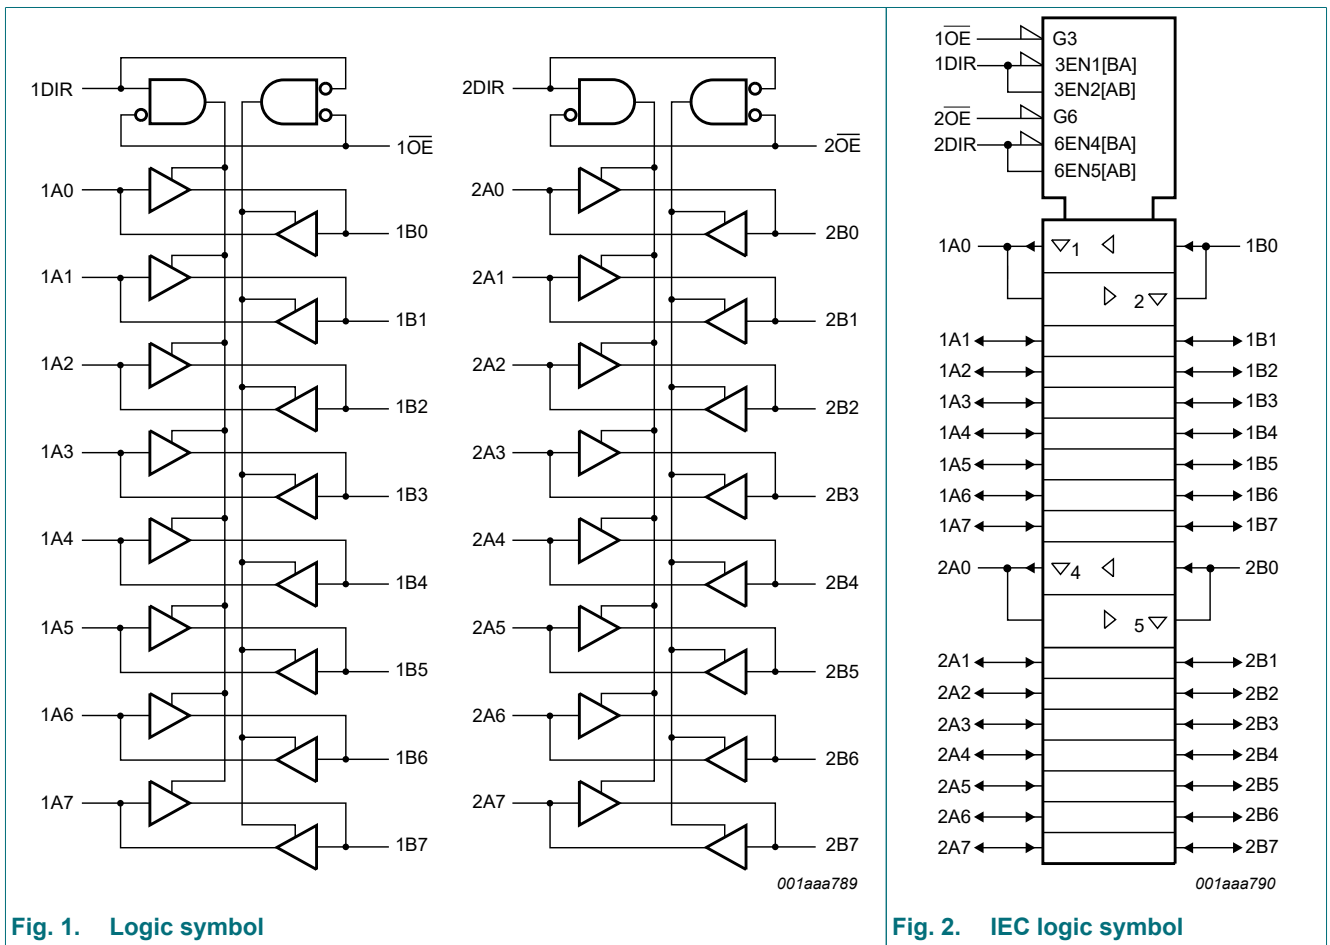 1DIR
1O̅E̅
1A0
1B0
1A1
1B1
1A2
1B2
1A3
1B3
1A4
1B4
1A5
1B5
1A6
1B6
1A7
1B7
2DIR
2O̅E̅
2A0
2B0
2A1
2B1
2A2
2B2
2A3
2B3
2A4
2B4
2A5
2B5
2A6
2B6
2A7
2B7
001aaa789
Fig. 1. Logic symbol
1O̅E̅ G3
1DIR 3EN1[BA]
3EN2[AB]
2O̅E̅ G6
2DIR 6EN4[BA]
6EN5[AB]
1A0 1 1B0
2
1A1 1B1
1A2 1B2
1A3 1B3
1A4 1B4
1A5 1B5
1A6 1B6
1A7 1B7
2A0 4 2B0
5
2A1 2B1
2A2 2B2
2A3 2B3
2A4 2B4
2A5 2B5
2A6 2B6
2A7 2B7
001aaa790
Fig. 2. IEC logic symbol